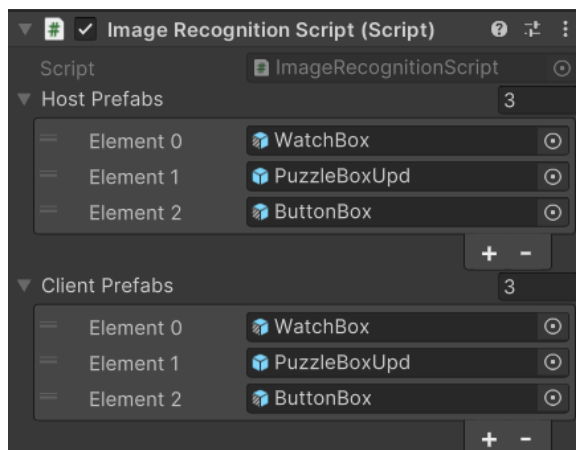 Image Recognition Script (Script)
Script ImageRecognitionScript
Host Prefabs 3
Element 0 WatchBox
Element 1 PuzzleBoxUpd
Element 2 ButtonBox
+ -
Client Prefabs 3
Element 0 WatchBox
Element 1 PuzzleBoxUpd
Element 2 ButtonBox
+ -